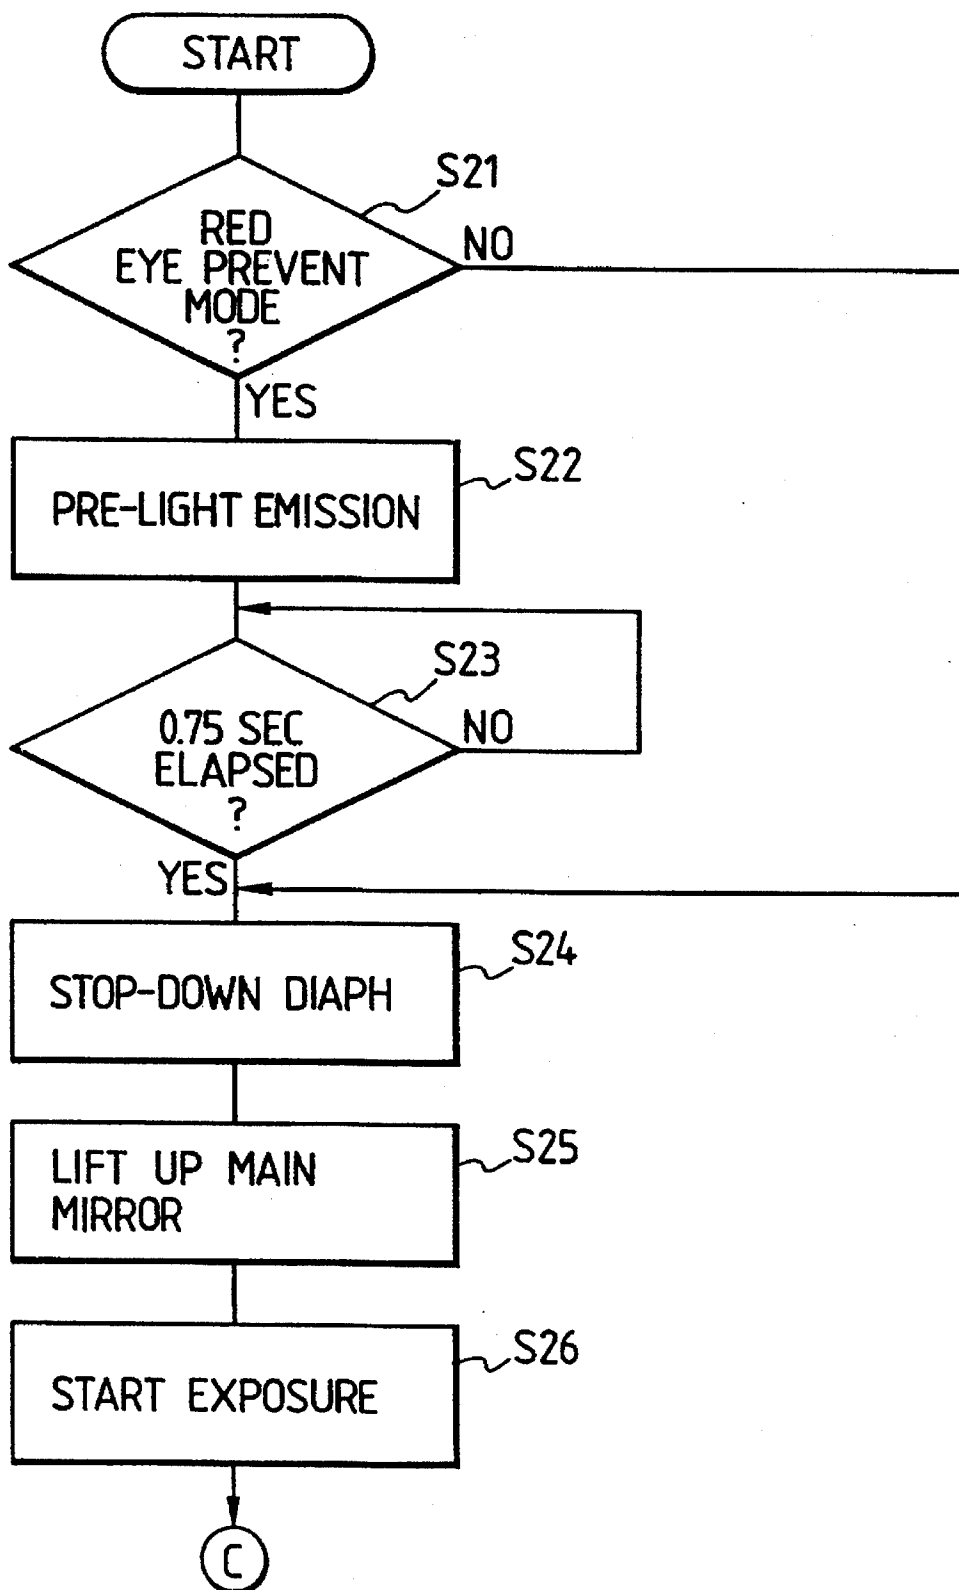 START
S21
RED
EYE PREVENT
MODE
?
NO
YES
S22
PRE-LIGHT EMISSION
S23
0.75 SEC
ELAPSED
?
NO
YES
S24
STOP-DOWN DIAPH
S25
LIFT UP MAIN
MIRROR
S26
START EXPOSURE
C